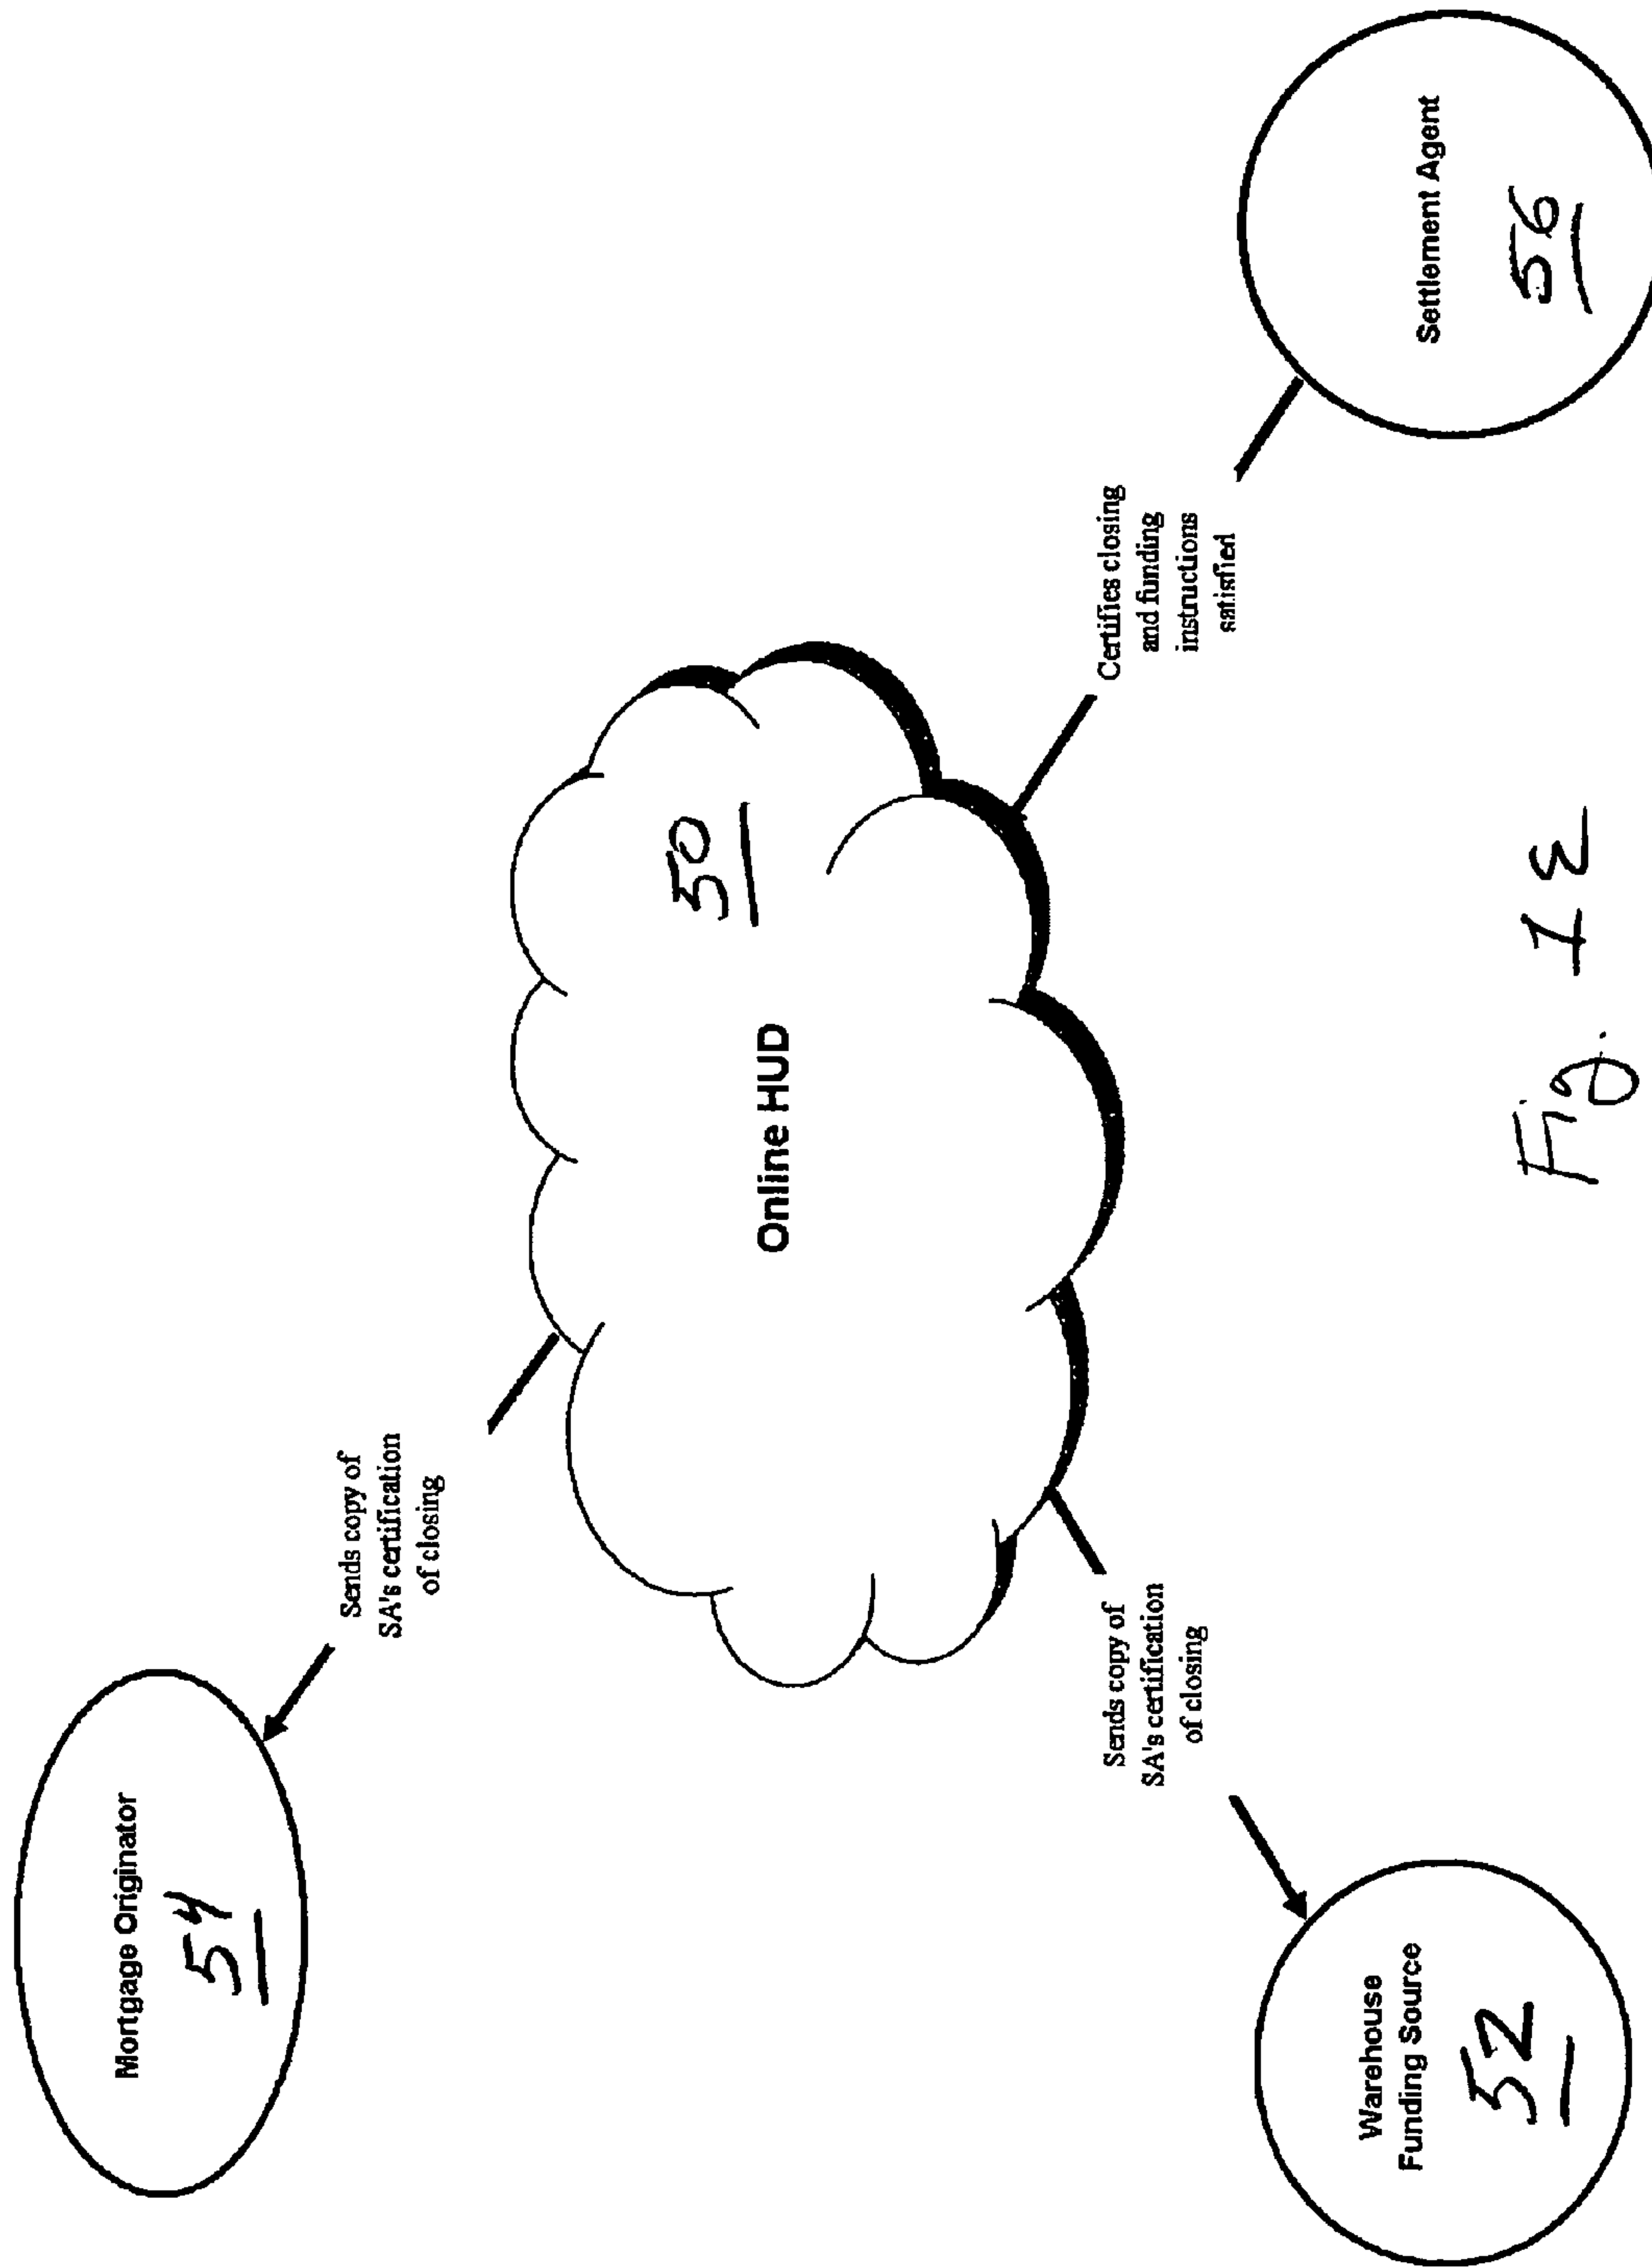 Mortgage Originator
54
Sends copy of
SA's certification
of closing
Online HUD
50
Certifies closing
and funding
instructions
satisfied
Settlement Agent
56
Sends copy of
SA's certification
of closing
Warehouse
Funding Source
52
Fig. 1E